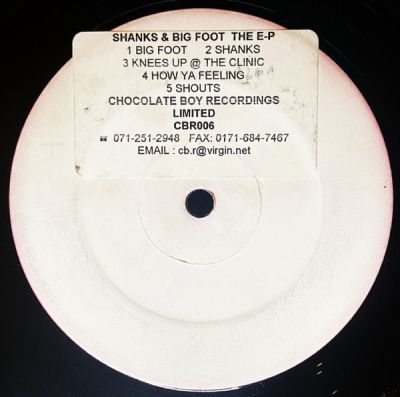 SHANKS & BIG FOOT THE E-P
1 BIG FOOT 2 SHANKS
3 KNEES UP @ THE CLINIC
4 HOW YA FEELING
5 SHOUTS
CHOCOLATE BOY RECORDINGS
LIMITED
CBR006
☎ 071-251-2948 FAX: 0171-684-7467
EMAIL : cb.r@virgin.net